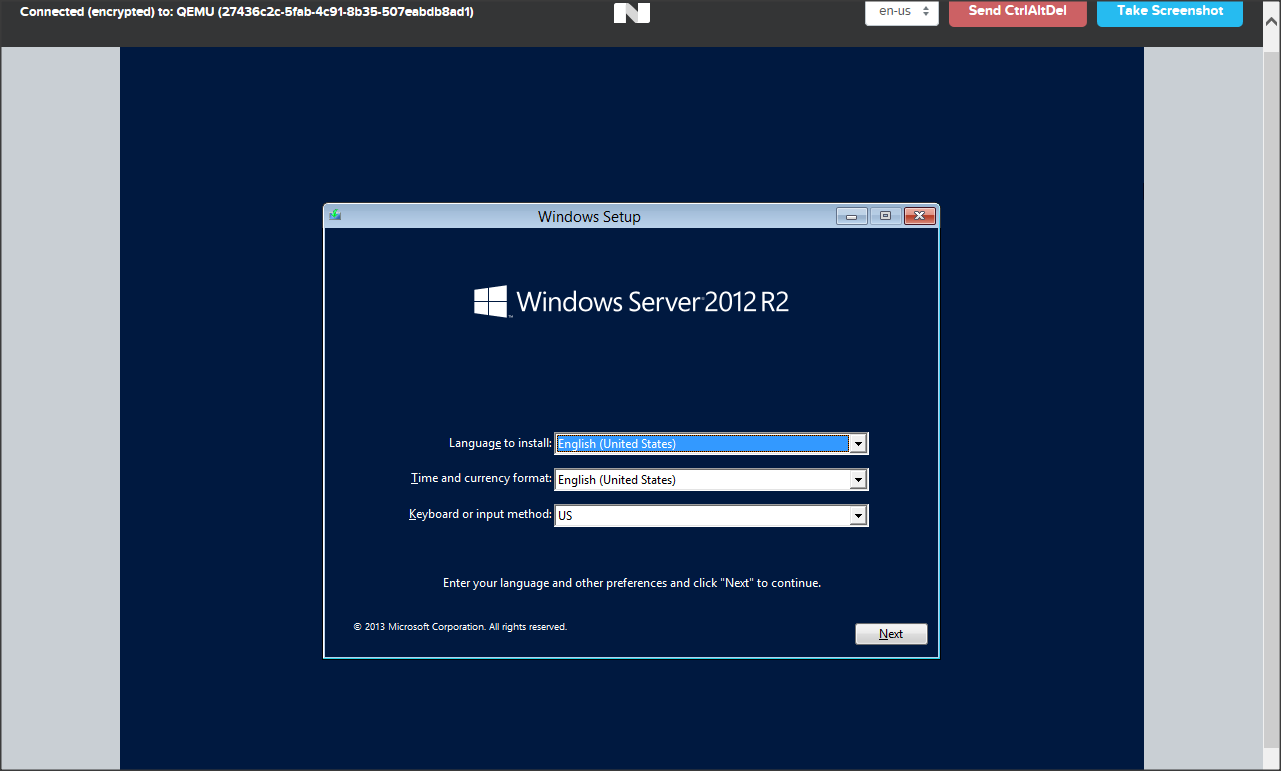 Connected (encrypted) to: QEMU (27436c2c-5fab-4c91-8b35-507eabdb8ad1)
en-us
Send CtrlAltDel
Take Screenshot
Windows Setup
Windows Server 2012 R2
Language to install: English (United States)
Time and currency format: English (United States)
Keyboard or input method: US
Enter your language and other preferences and click "Next" to continue.
© 2013 Microsoft Corporation. All rights reserved.
Next